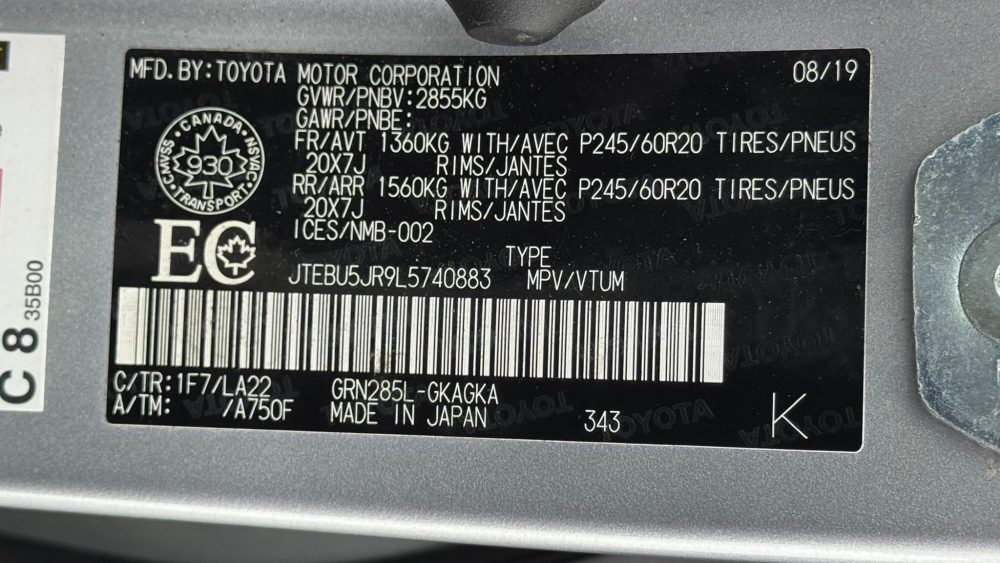 MFD. BY: TOYOTA MOTOR CORPORATION 08/19
GVWR/PNBV: 2855KG
GAWR/PNBE:
FR/AVT 1360KG WITH/AVEC P245/60R20 TIRES/PNEUS
20X7J RIMS/JANTES
RR/ARR 1560KG WITH/AVEC P245/60R20 TIRES/PNEUS
20X7J RIMS/JANTES
ICES/NMB-002
CANADA
930
TRANSPORT
CMVSS
NSVAC
EC
TYPE
JTEBU5JR9L5740883 MPV/VTUM
C/TR: 1F7/LA22 GRN285L-GKAGKA
A/TM: /A750F MADE IN JAPAN 343 K
C 8 35B00